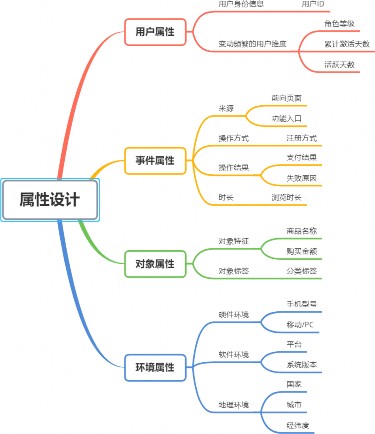 属性设计
用户属性
用户身份信息
用户ID
变动频繁的用户维度
角色等级
累计激活天数
活跃天数
事件属性
来源
前向页面
功能入口
操作方式
注册方式
操作结果
支付结果
失败原因
时长
浏览时长
对象属性
对象特征
商品名称
购买金额
对象标签
分类标签
环境属性
硬件环境
手机型号
移动/PC
软件环境
平台
系统版本
地理环境
国家
城市
经纬度